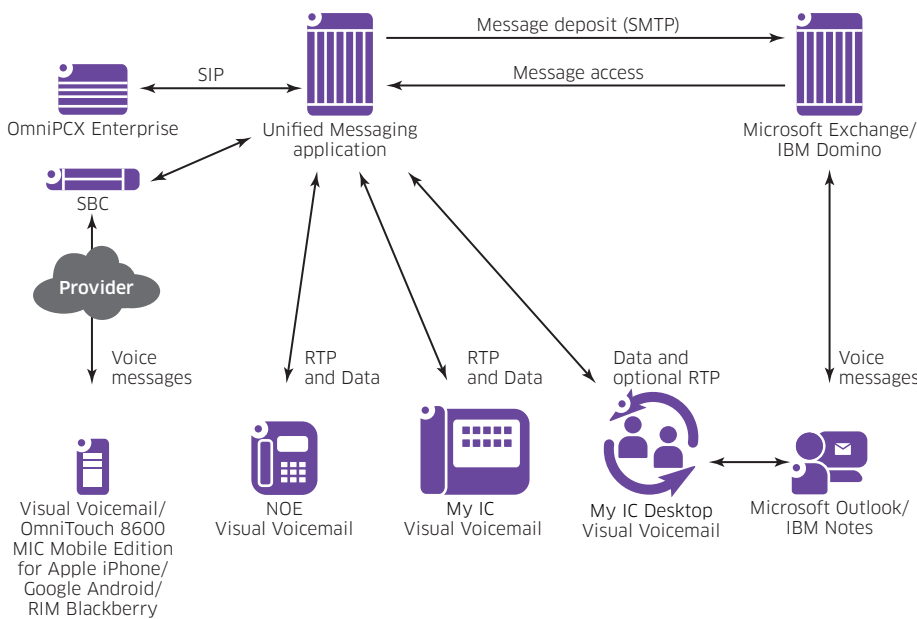 Message deposit (SMTP)
SIP
Message access
OmniPCX Enterprise
Unified Messaging
application
Microsoft Exchange/
IBM Domino
SBC
Provider
Voice
messages
RTP
and Data
RTP
and Data
Data and
optional RTP
Voice
messages
Visual Voicemail/
OmniTouch 8600
MIC Mobile Edition
for Apple iPhone/
Google Android/
RIM Blackberry
NOE
Visual Voicemail
My IC
Visual Voicemail
My IC Desktop
Visual Voicemail
Microsoft Outlook/
IBM Notes